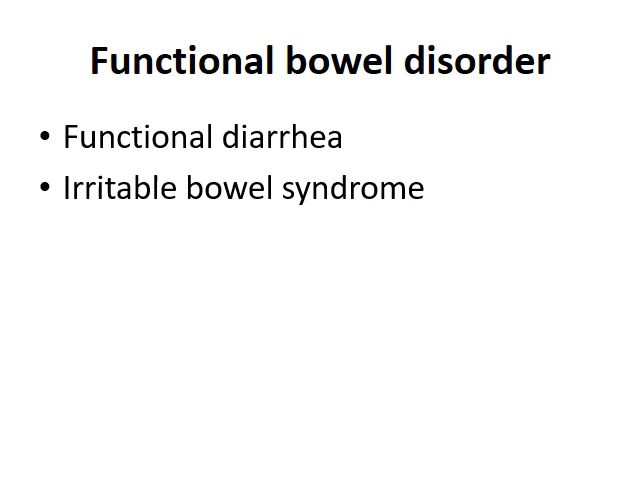 Functional bowel disorder
• Functional diarrhea
• Irritable bowel syndrome